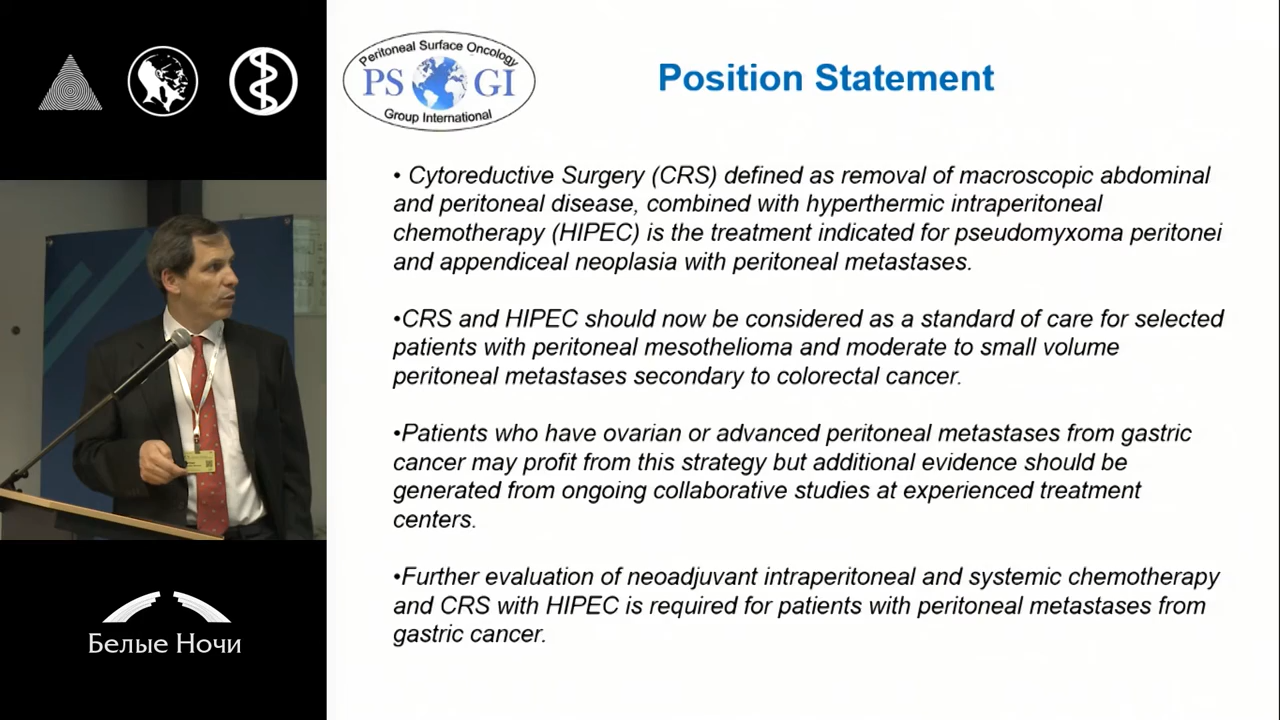 Peritoneal Surface Oncology
PS GI
Group International
Position Statement
• Cytoreductive Surgery (CRS) defined as removal of macroscopic abdominal
and peritoneal disease, combined with hyperthermic intraperitoneal
chemotherapy (HIPEC) is the treatment indicated for pseudomyxoma peritonei
and appendiceal neoplasia with peritoneal metastases.
•CRS and HIPEC should now be considered as a standard of care for selected
patients with peritoneal mesothelioma and moderate to small volume
peritoneal metastases secondary to colorectal cancer.
•Patients who have ovarian or advanced peritoneal metastases from gastric
cancer may profit from this strategy but additional evidence should be
generated from ongoing collaborative studies at experienced treatment
centers.
•Further evaluation of neoadjuvant intraperitoneal and systemic chemotherapy
and CRS with HIPEC is required for patients with peritoneal metastases from
gastric cancer.
Белые Ночи